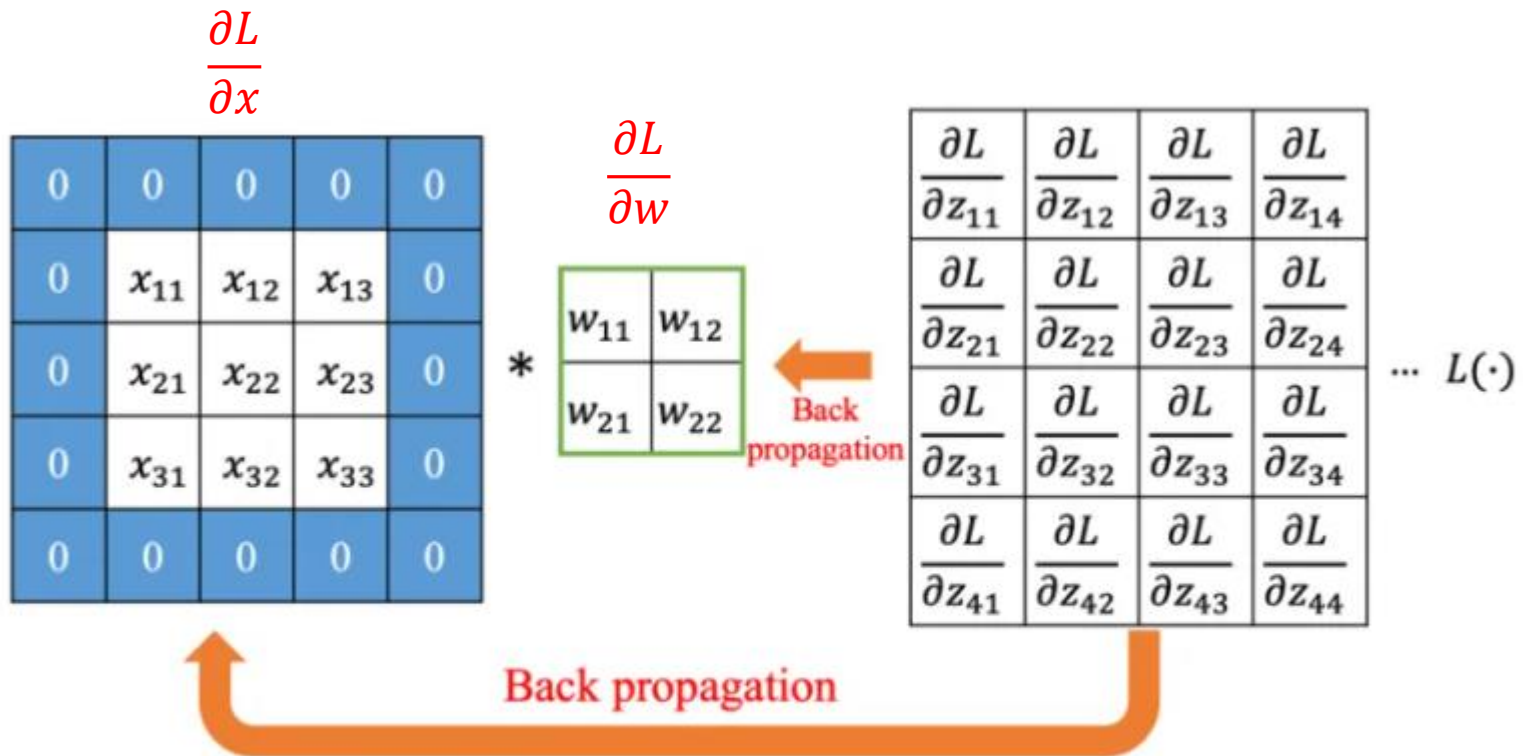 ∂L/∂x
∂L/∂w
0 0 0 0 0
0 x₁₁ x₁₂ x₁₃ 0
0 x₂₁ x₂₂ x₂₃ 0
0 x₃₁ x₃₂ x₃₃ 0
0 0 0 0 0
*
w₁₁ w₁₂
w₂₁ w₂₂
Back
propagation
∂L/∂z₁₁ ∂L/∂z₁₂ ∂L/∂z₁₃ ∂L/∂z₁₄
∂L/∂z₂₁ ∂L/∂z₂₂ ∂L/∂z₂₃ ∂L/∂z₂₄
∂L/∂z₃₁ ∂L/∂z₃₂ ∂L/∂z₃₃ ∂L/∂z₃₄
∂L/∂z₄₁ ∂L/∂z₄₂ ∂L/∂z₄₃ ∂L/∂z₄₄
··· L(·)
Back propagation